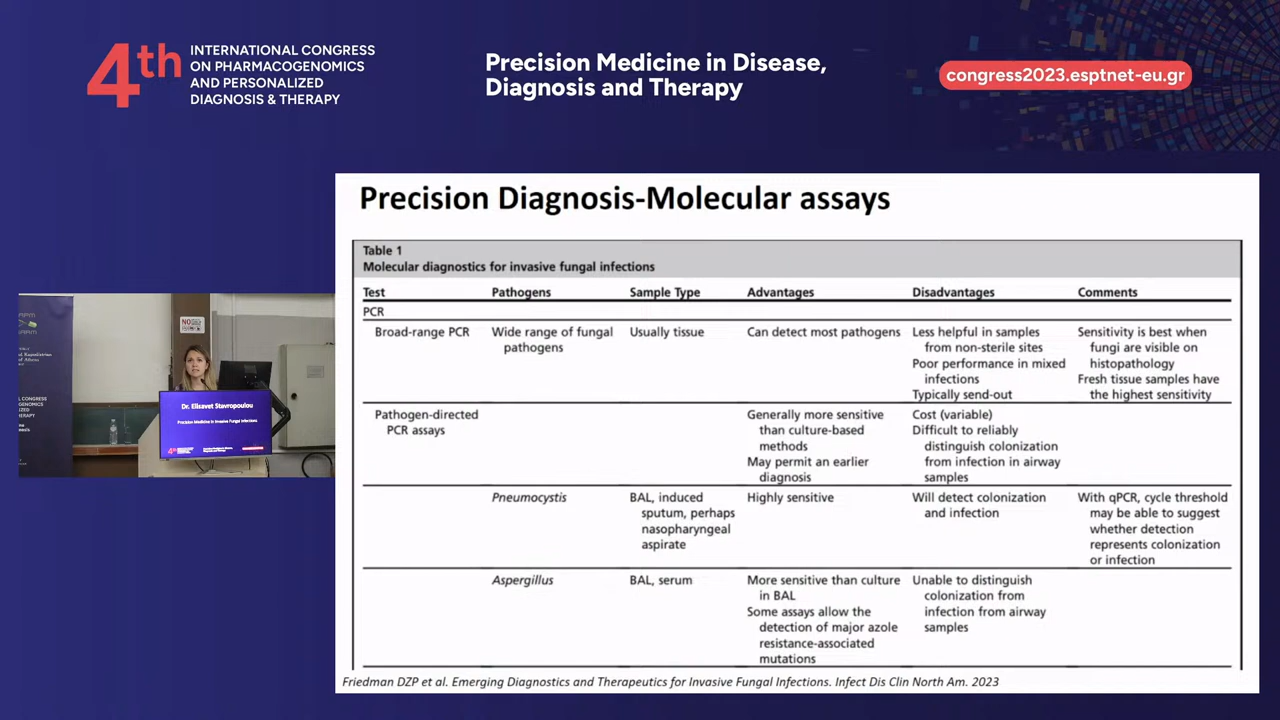 4th
INTERNATIONAL CONGRESS
ON PHARMACOGENOMICS
AND PERSONALIZED
DIAGNOSIS & THERAPY
Precision Medicine in Disease,
Diagnosis and Therapy
congress2023.esptnet-eu.gr
Precision Diagnosis-Molecular assays
Table 1
Molecular diagnostics for invasive fungal infections
Test Pathogens Sample Type Advantages Disadvantages Comments
PCR
Broad-range PCR Wide range of fungal Usually tissue Can detect most pathogens Less helpful in samples Sensitivity is best when
pathogens from non-sterile sites fungi are visible on
Poor performance in mixed histopathology
infections Fresh tissue samples have
Typically send-out the highest sensitivity
Pathogen-directed Generally more sensitive Cost (variable)
PCR assays than culture-based Difficult to reliably
methods distinguish colonization
May permit an earlier from infection in airway
diagnosis samples
Pneumocystis BAL, induced Highly sensitive Will detect colonization With qPCR, cycle threshold
sputum, perhaps and infection may be able to suggest
nasopharyngeal whether detection
aspirate represents colonization
or infection
Aspergillus BAL, serum More sensitive than culture Unable to distinguish
in BAL colonization from
Some assays allow the infection from airway
detection of major azole samples
resistance-associated
mutations
Friedman DZP et al. Emerging Diagnostics and Therapeutics for Invasive Fungal Infections. Infect Dis Clin North Am. 2023
Dr. Elisavet Stavropoulou
Precision Medicine in Invasive Fungal Infections